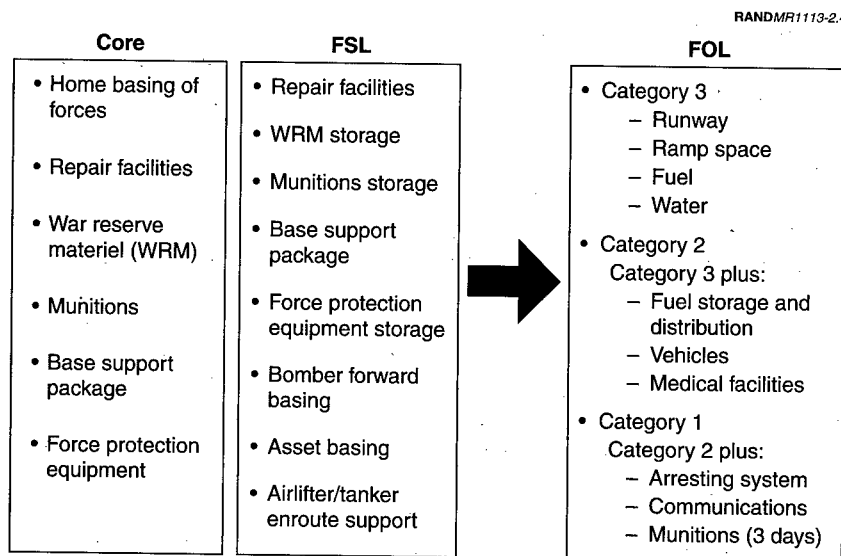 RANDMR1113-2.4
Core
• Home basing of
forces
• Repair facilities
• War reserve
materiel (WRM)
• Munitions
• Base support
package
• Force protection
equipment
FSL
• Repair facilities
• WRM storage
• Munitions storage
• Base support
package
• Force protection
equipment storage
• Bomber forward
basing
• Asset basing
• Airlifter/tanker
enroute support
FOL
• Category 3
– Runway
– Ramp space
– Fuel
– Water
• Category 2
Category 3 plus:
– Fuel storage and
distribution
– Vehicles
– Medical facilities
• Category 1
Category 2 plus:
– Arresting system
– Communications
– Munitions (3 days)